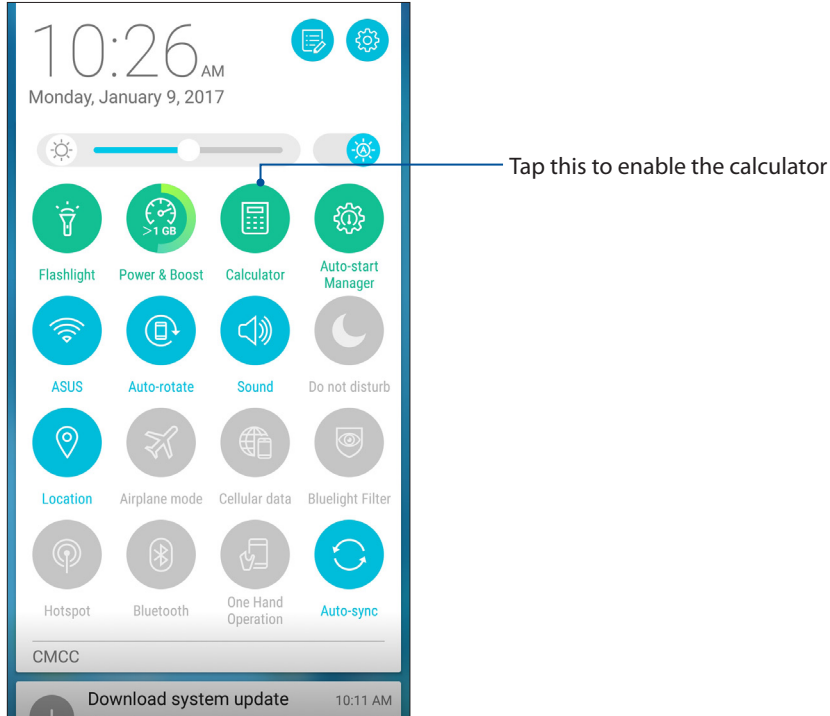 10:26 AM
Monday, January 9, 2017
A
Tap this to enable the calculator
>1 GB
Flashlight Power & Boost Calculator Auto-start
Manager
ASUS Auto-rotate Sound Do not disturb
Location Airplane mode Cellular data Bluelight Filter
Hotspot Bluetooth One Hand
Operation Auto-sync
CMCC
Download system update 10:11 AM